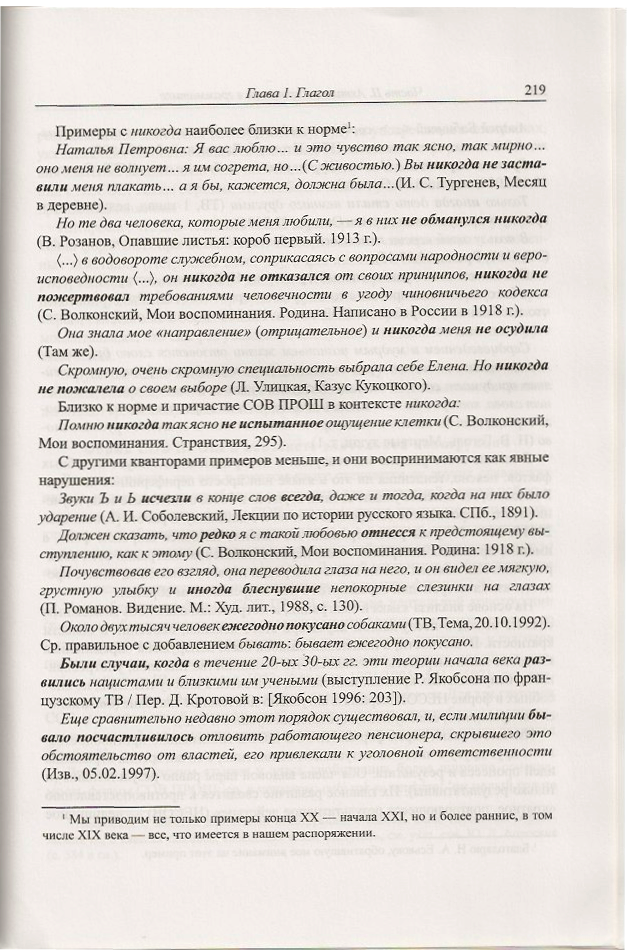 Глава 1. Глагол 219
Примеры с никогда наиболее близки к норме¹:
Наталья Петровна: Я вас люблю… и это чувство так ясно, так мирно…
оно меня не волнует… я им согрета, но…(С живостью.) Вы никогда не заста-
вили меня плакать… а я бы, кажется, должна была…(И. С. Тургенев, Месяц
в деревне).
Но те два человека, которые меня любили, — я в них не обманулся никогда
(В. Розанов, Опавшие листья: короб первый. 1913 г.).
⟨...⟩ в водовороте служебном, соприкасаясь с вопросами народности и веро-
исповедности ⟨...⟩, он никогда не отказался от своих принципов, никогда не
пожертвовал требованиями человечности в угоду чиновничьего кодекса
(С. Волконский, Мои воспоминания. Родина. Написано в России в 1918 г.).
Она знала мое «направление» (отрицательное) и никогда меня не осудила
(Там же).
Скромную, очень скромную специальность выбрала себе Елена. Но никогда
не пожалела о своем выборе (Л. Улицкая, Казус Кукоцкого).
Близко к норме и причастие СОВ ПРОШ в контексте никогда:
Помню никогда так ясно не испытанное ощущение клетки (С. Волконский,
Мои воспоминания. Странствия, 295).
С другими кванторами примеров меньше, и они воспринимаются как явные
нарушения:
Звуки Ъ и Ь исчезли в конце слов всегда, даже и тогда, когда на них было
ударение (А. И. Соболевский, Лекции по истории русского языка. СПб., 1891).
Должен сказать, что редко я с такой любовью отнесся к предстоящему вы-
ступлению, как к этому (С. Волконский, Мои воспоминания. Родина: 1918 г.).
Почувствовав его взгляд, она переводила глаза на него, и он видел ее мягкую,
грустную улыбку и иногда блеснувшие непокорные слезинки на глазах
(П. Романов. Видение. М.: Худ. лит., 1988, с. 130).
Около двух тысяч человек ежегодно покусано собаками (ТВ, Тема, 20.10.1992).
Ср. правильное с добавлением бывать: бывает ежегодно покусано.
Были случаи, когда в течение 20-ых 30-ых гг. эти теории начала века раз-
вились нацистами и близкими им учеными (выступление Р. Якобсона по фран-
цузскому ТВ / Пер. Д. Кротовой в: [Якобсон 1996: 203]).
Еще сравнительно недавно этот порядок существовал, и, если милиции бы-
вало посчастливилось отловить работающего пенсионера, скрывшего это
обстоятельство от властей, его привлекали к уголовной ответственности
(Изв., 05.02.1997).
¹ Мы приводим не только примеры конца XX — начала XXI, но и более раннис, в том
числе XIX века — все, что имеется в нашем распоряжении.